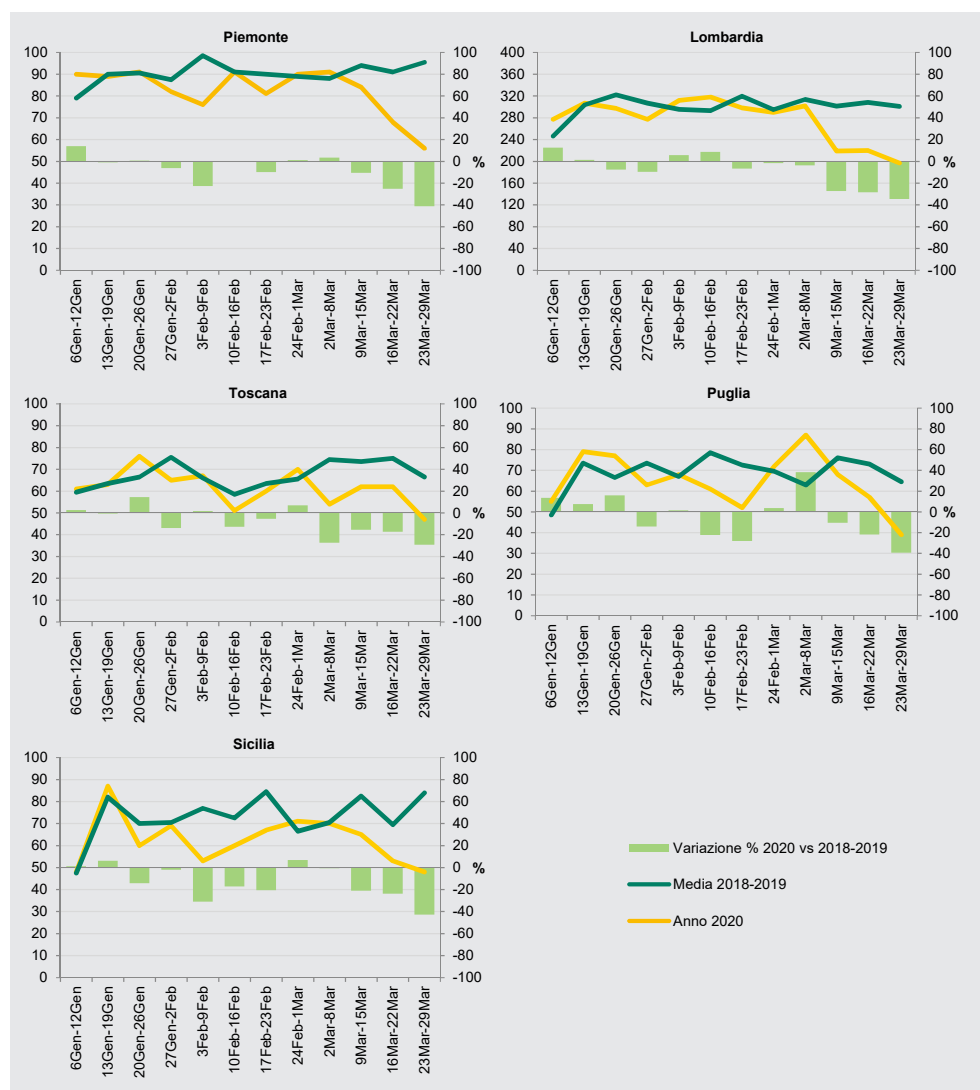 Piemonte
100
90
80
70
60
50
40
30
20
10
0
100
80
60
40
20
0
-20
-40
-60
-80
-100
%
6Gen-12Gen
13Gen-19Gen
20Gen-26Gen
27Gen-2Feb
3Feb-9Feb
10Feb-16Feb
17Feb-23Feb
24Feb-1Mar
2Mar-8Mar
9Mar-15Mar
16Mar-22Mar
23Mar-29Mar
Lombardia
400
360
320
280
240
200
160
120
80
40
0
100
80
60
40
20
0
-20
-40
-60
-80
-100
%
6Gen-12Gen
13Gen-19Gen
20Gen-26Gen
27Gen-2Feb
3Feb-9Feb
10Feb-16Feb
17Feb-23Feb
24Feb-1Mar
2Mar-8Mar
9Mar-15Mar
16Mar-22Mar
23Mar-29Mar
Toscana
100
90
80
70
60
50
40
30
20
10
0
100
80
60
40
20
0
-20
-40
-60
-80
-100
%
6Gen-12Gen
13Gen-19Gen
20Gen-26Gen
27Gen-2Feb
3Feb-9Feb
10Feb-16Feb
17Feb-23Feb
24Feb-1Mar
2Mar-8Mar
9Mar-15Mar
16Mar-22Mar
23Mar-29Mar
Puglia
100
90
80
70
60
50
40
30
20
10
0
100
80
60
40
20
0
-20
-40
-60
-80
-100
%
6Gen-12Gen
13Gen-19Gen
20Gen-26Gen
27Gen-2Feb
3Feb-9Feb
10Feb-16Feb
17Feb-23Feb
24Feb-1Mar
2Mar-8Mar
9Mar-15Mar
16Mar-22Mar
23Mar-29Mar
Sicilia
100
90
80
70
60
50
40
30
20
10
0
100
80
60
40
20
0
-20
-40
-60
-80
-100
%
6Gen-12Gen
13Gen-19Gen
20Gen-26Gen
27Gen-2Feb
3Feb-9Feb
10Feb-16Feb
17Feb-23Feb
24Feb-1Mar
2Mar-8Mar
9Mar-15Mar
16Mar-22Mar
23Mar-29Mar
Variazione % 2020 vs 2018-2019
Media 2018-2019
Anno 2020